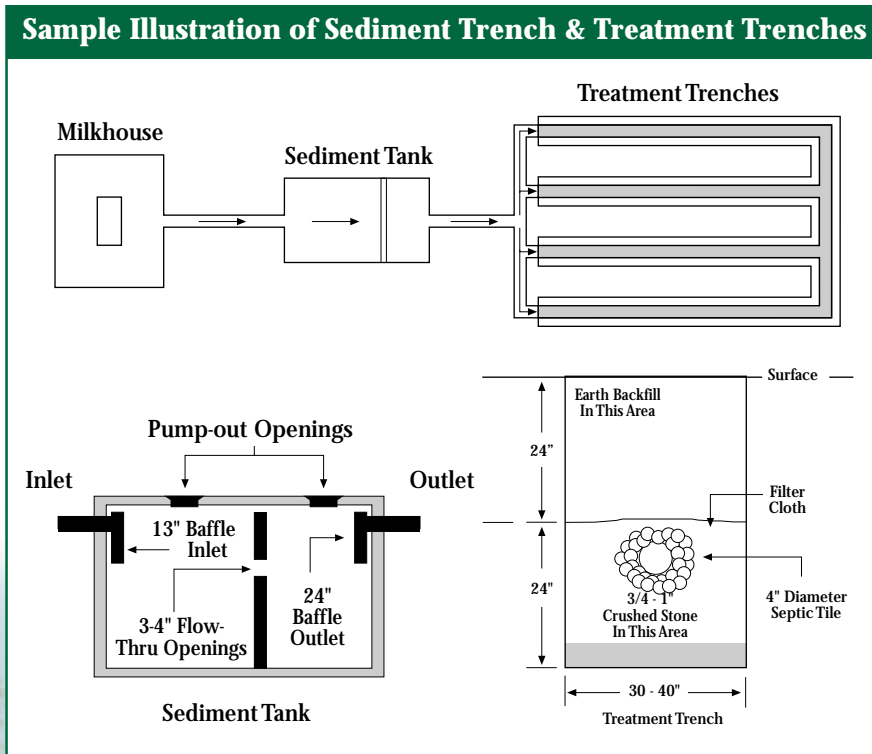 Sample Illustration of Sediment Trench & Treatment Trenches
Treatment Trenches
Milkhouse
Sediment Tank
Surface
Earth Backfill
In This Area
24”
Filter
Cloth
24"
3/4 - 1"
Crushed Stone
In This Area
4" Diameter
Septic Tile
30 - 40"
Treatment Trench
Pump-out Openings
Inlet
Outlet
13" Baffle
Inlet
3-4" Flow-
Thru Openings
24"
Baffle
Outlet
Sediment Tank